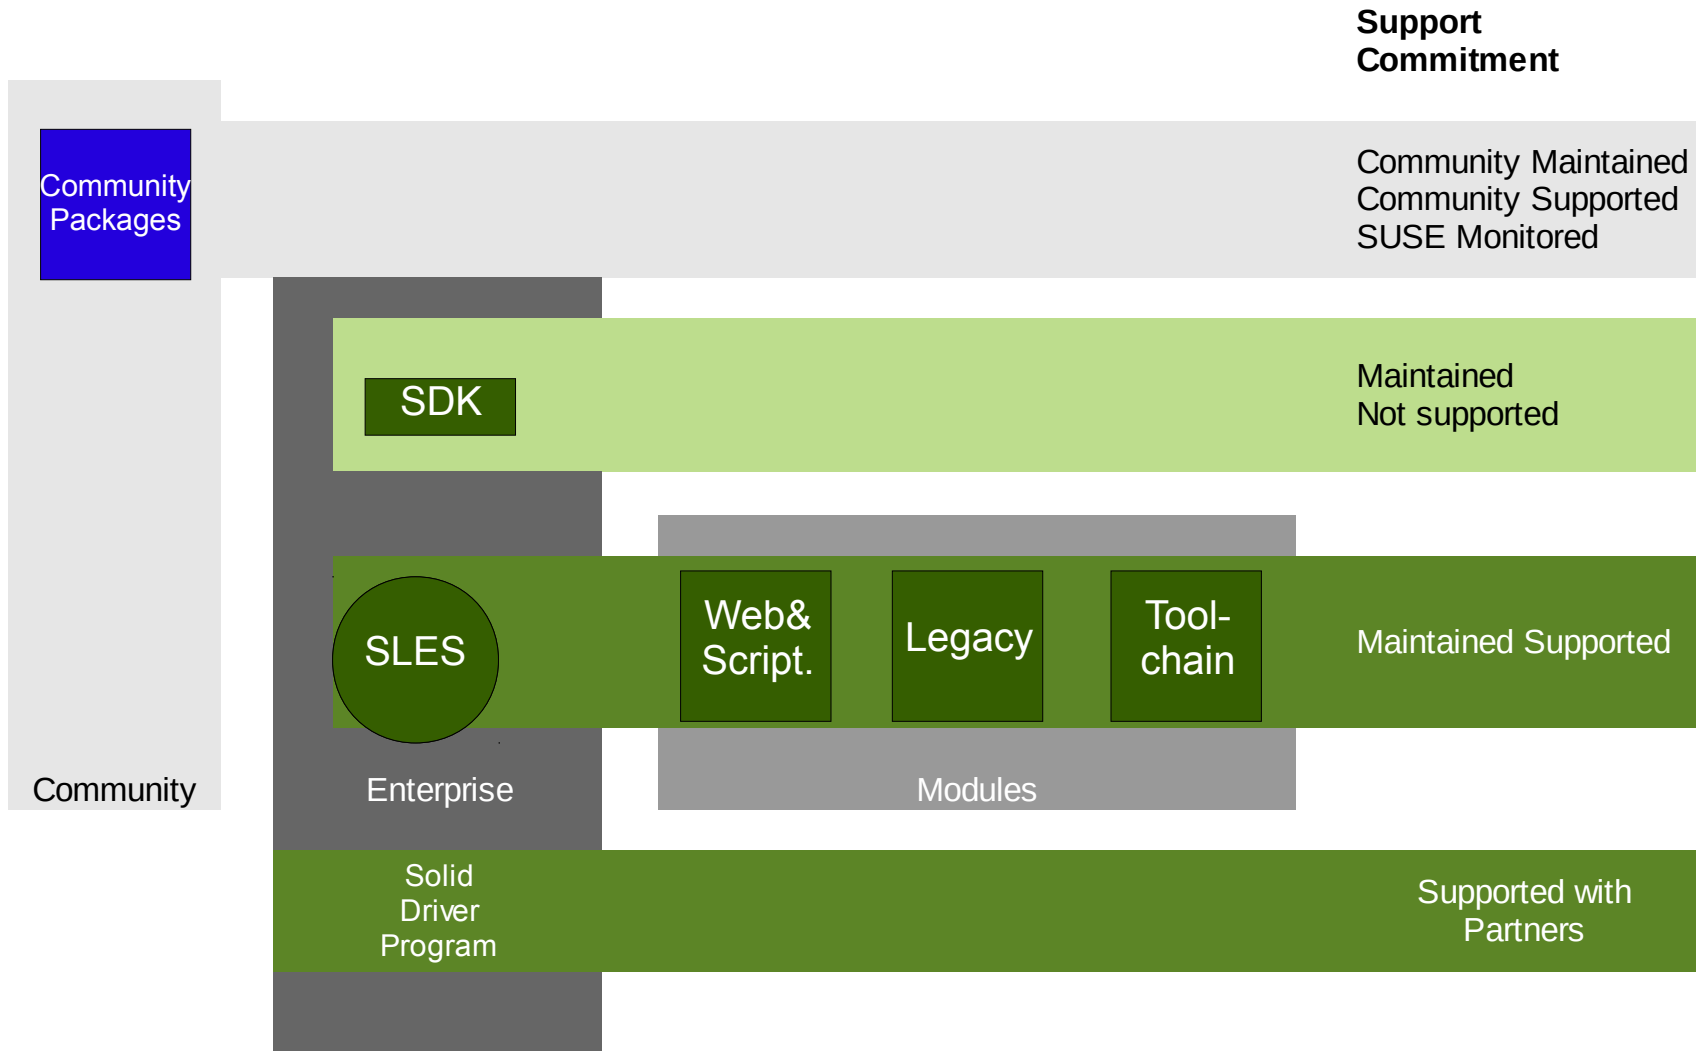 Support
Commitment
Community
Packages
Community Maintained
Community Supported
SUSE Monitored
SDK
Maintained
Not supported
SLES
Web&
Script.
Legacy
Tool-
chain
Maintained Supported
Community
Enterprise
Modules
Solid
Driver
Program
Supported with
Partners